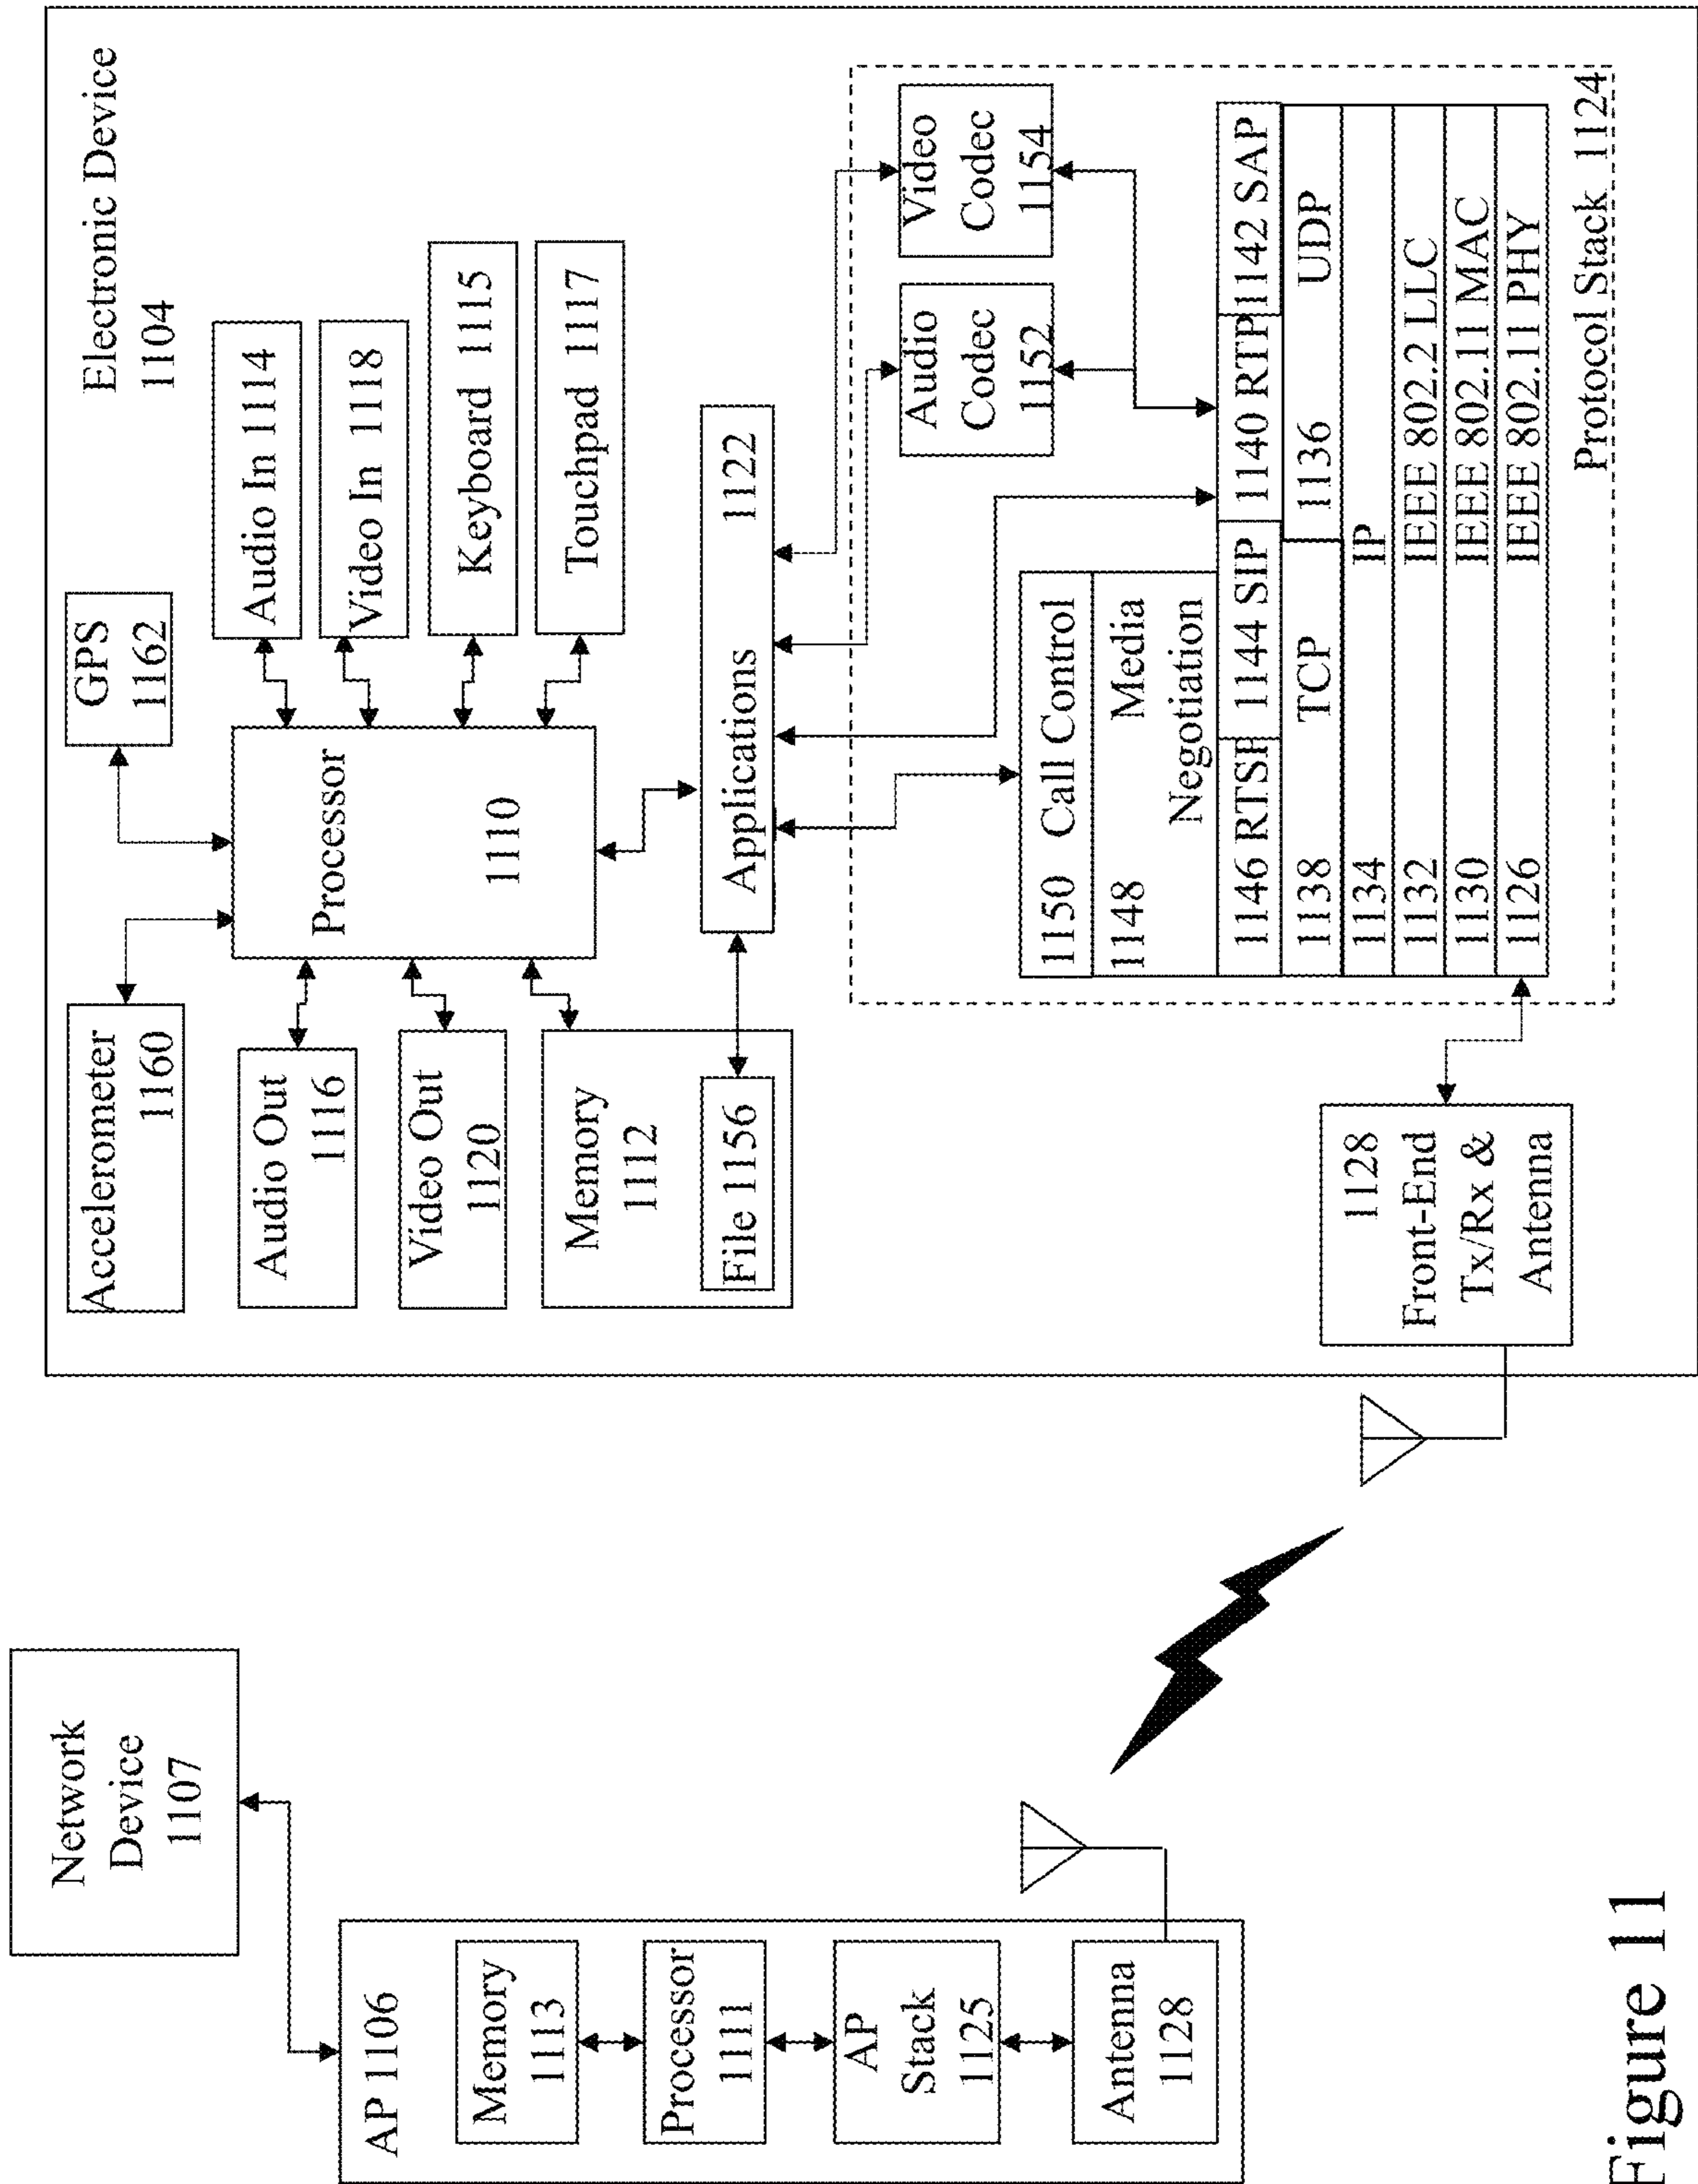 Network
Device
1107
AP 1106
Memory
1113
Processor
1111
AP
Stack
1125
Antenna
1128
Electronic Device
1104
Accelerometer
1160
GPS
1162
Audio Out
1116
Video Out
1120
Memory
1112
File 1156
Processor
1110
Audio In 1114
Video In 1118
Keyboard 1115
Touchpad 1117
Applications 1122
Audio
Codec
1152
Video
Codec
1154
1150 Call Control
1148 Media
Negotiation
1146 RTSP 1144 SIP 1140 RTP 1142 SAP
1138 TCP 1136 UDP
1134 IP
1132 IEEE 802.2 LLC
1130 IEEE 802.11 MAC
1126 IEEE 802.11 PHY
Protocol Stack 1124
1128
Front-End
Tx/Rx &
Antenna
Figure 11